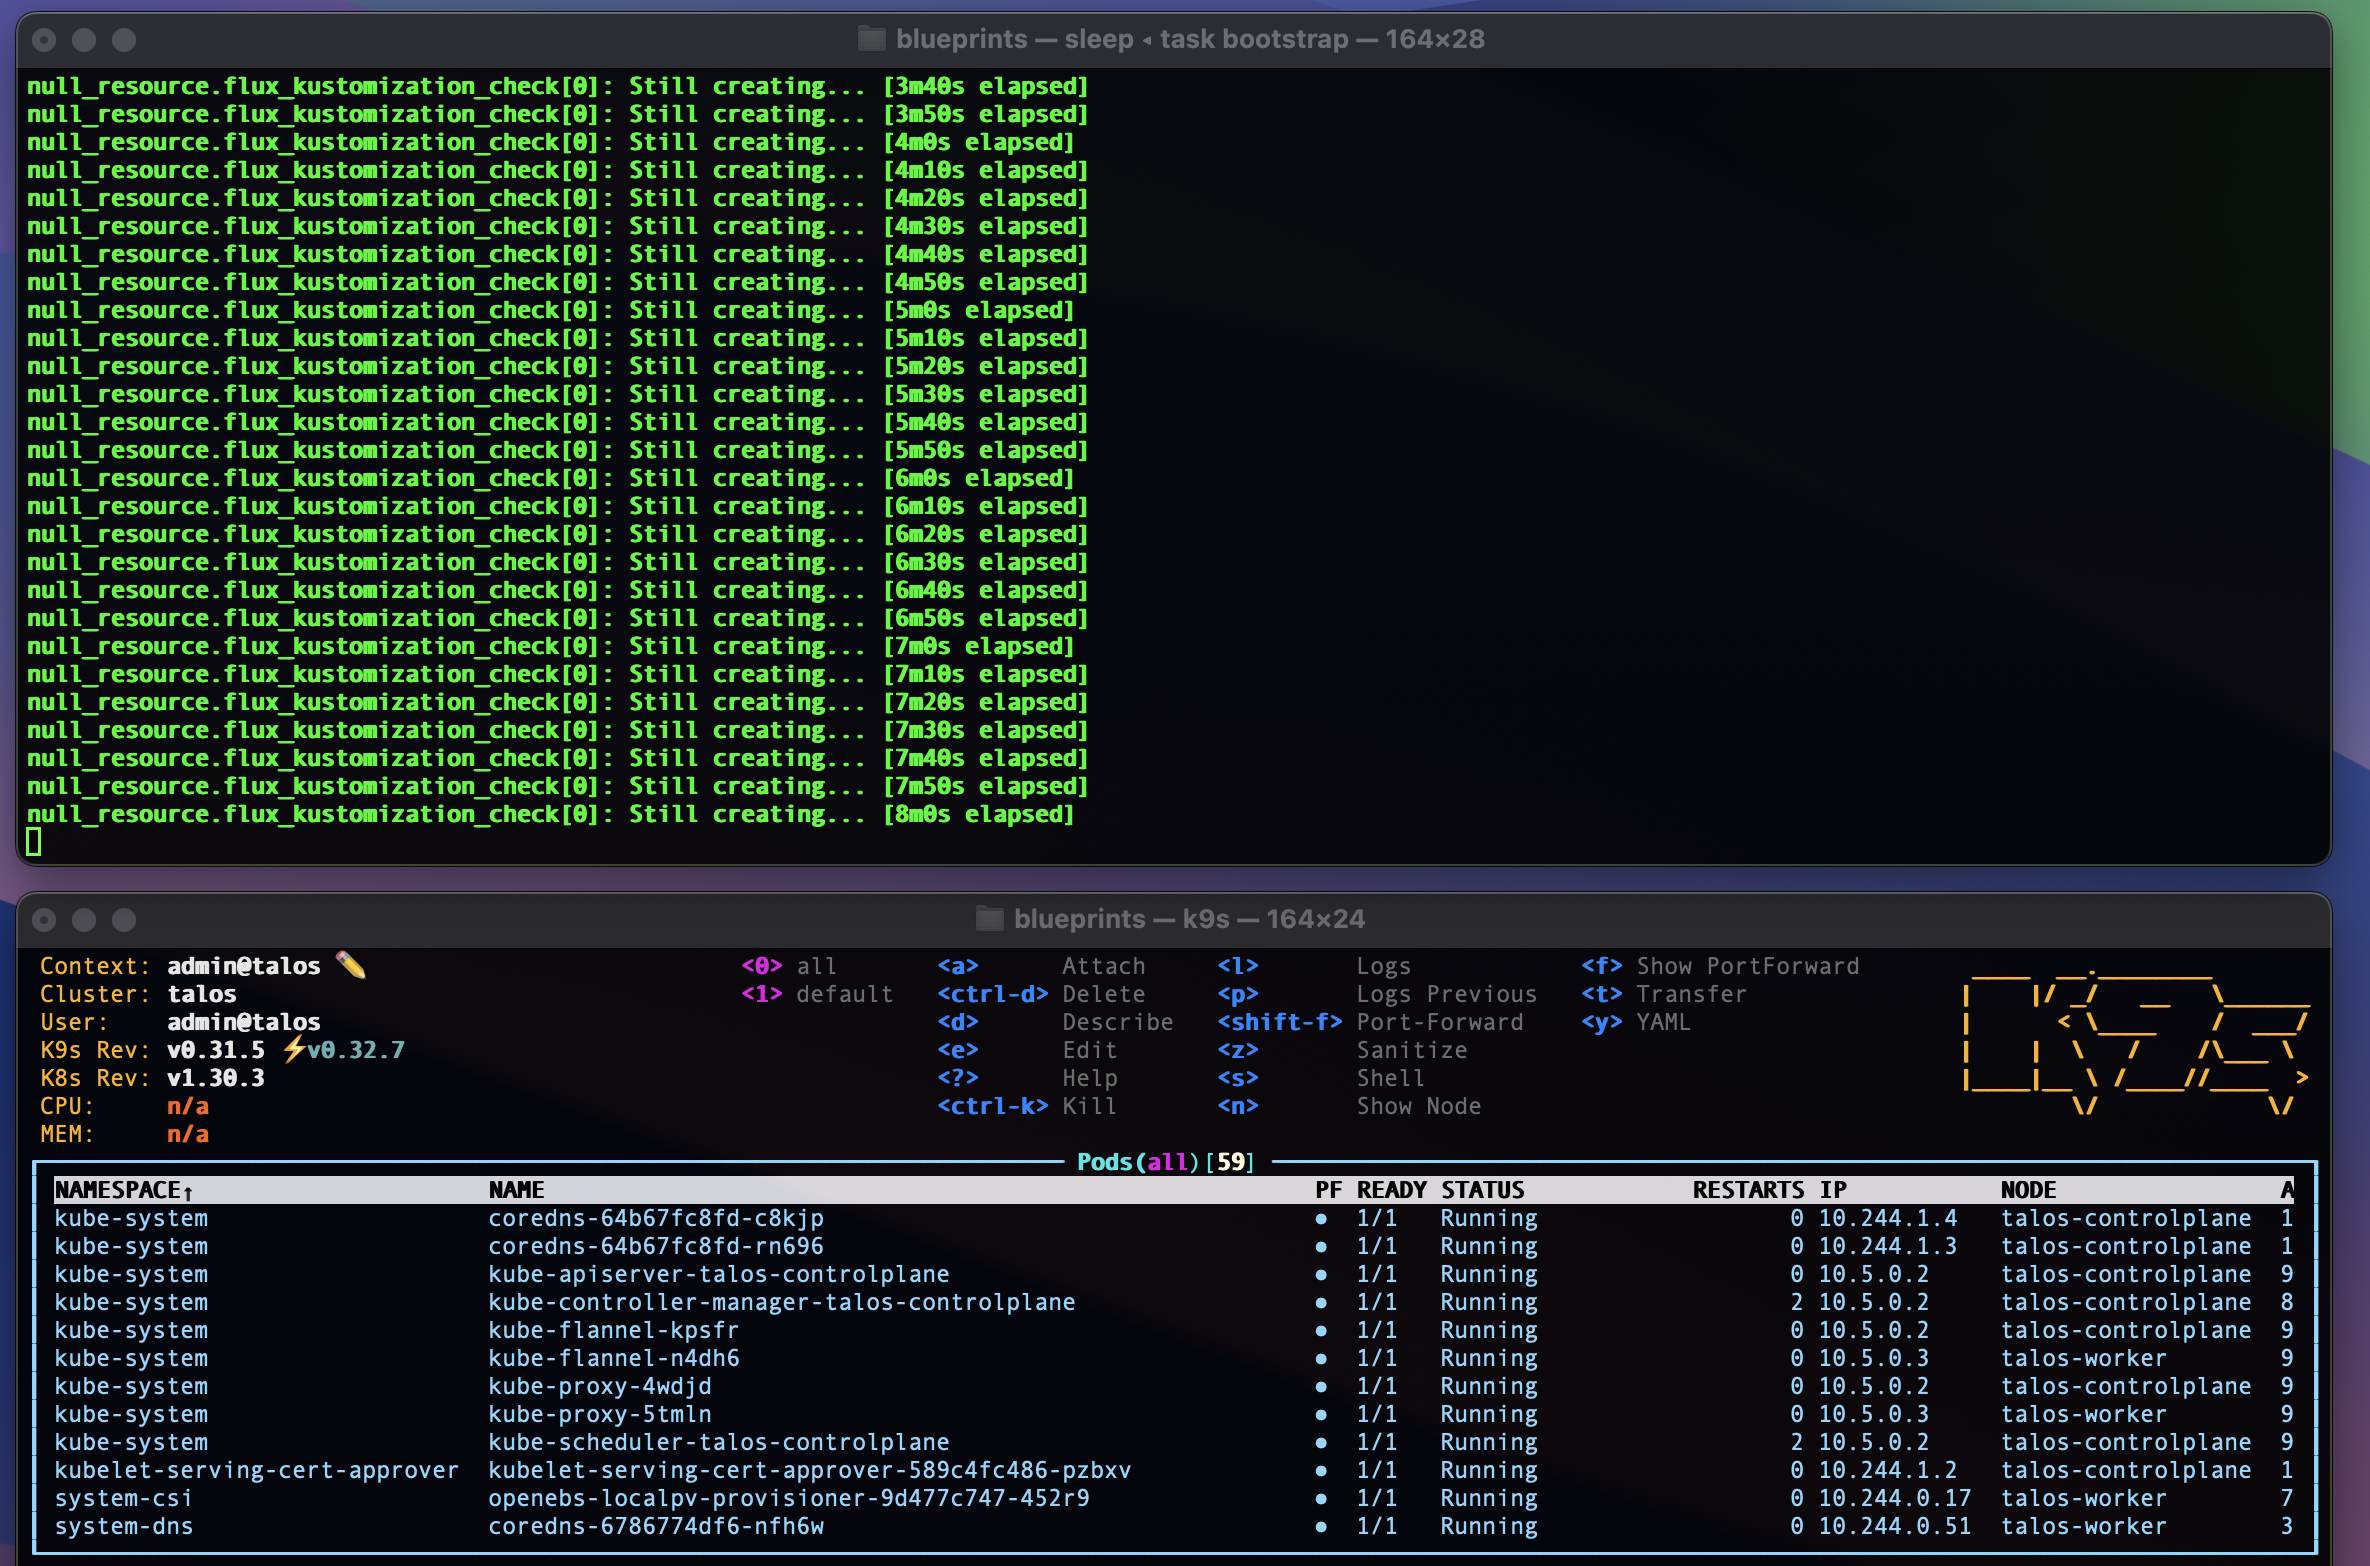 blueprints — sleep ◂ task bootstrap — 164×28
null_resource.flux_kustomization_check[0]: Still creating... [3m40s elapsed]
null_resource.flux_kustomization_check[0]: Still creating... [3m50s elapsed]
null_resource.flux_kustomization_check[0]: Still creating... [4m0s elapsed]
null_resource.flux_kustomization_check[0]: Still creating... [4m10s elapsed]
null_resource.flux_kustomization_check[0]: Still creating... [4m20s elapsed]
null_resource.flux_kustomization_check[0]: Still creating... [4m30s elapsed]
null_resource.flux_kustomization_check[0]: Still creating... [4m40s elapsed]
null_resource.flux_kustomization_check[0]: Still creating... [4m50s elapsed]
null_resource.flux_kustomization_check[0]: Still creating... [5m0s elapsed]
null_resource.flux_kustomization_check[0]: Still creating... [5m10s elapsed]
null_resource.flux_kustomization_check[0]: Still creating... [5m20s elapsed]
null_resource.flux_kustomization_check[0]: Still creating... [5m30s elapsed]
null_resource.flux_kustomization_check[0]: Still creating... [5m40s elapsed]
null_resource.flux_kustomization_check[0]: Still creating... [5m50s elapsed]
null_resource.flux_kustomization_check[0]: Still creating... [6m0s elapsed]
null_resource.flux_kustomization_check[0]: Still creating... [6m10s elapsed]
null_resource.flux_kustomization_check[0]: Still creating... [6m20s elapsed]
null_resource.flux_kustomization_check[0]: Still creating... [6m30s elapsed]
null_resource.flux_kustomization_check[0]: Still creating... [6m40s elapsed]
null_resource.flux_kustomization_check[0]: Still creating... [6m50s elapsed]
null_resource.flux_kustomization_check[0]: Still creating... [7m0s elapsed]
null_resource.flux_kustomization_check[0]: Still creating... [7m10s elapsed]
null_resource.flux_kustomization_check[0]: Still creating... [7m20s elapsed]
null_resource.flux_kustomization_check[0]: Still creating... [7m30s elapsed]
null_resource.flux_kustomization_check[0]: Still creating... [7m40s elapsed]
null_resource.flux_kustomization_check[0]: Still creating... [7m50s elapsed]
null_resource.flux_kustomization_check[0]: Still creating... [8m0s elapsed]
blueprints — k9s — 164×24
Context: admin@talos ✏️ <0> all <a> Attach <l> Logs <f> Show PortForward
Cluster: talos <1> default <ctrl-d> Delete <p> Logs Previous <t> Transfer
User: admin@talos <d> Describe <shift-f> Port-Forward <y> YAML
K9s Rev: v0.31.5 ⚡v0.32.7 <e> Edit <z> Sanitize
K8s Rev: v1.30.3 <?> Help <s> Shell
CPU: n/a <ctrl-k> Kill <n> Show Node
MEM: n/a
Pods(all)[59]
NAMESPACE↑ NAME PF READY STATUS RESTARTS IP NODE A
kube-system coredns-64b67fc8fd-c8kjp ● 1/1 Running 0 10.244.1.4 talos-controlplane 1
kube-system coredns-64b67fc8fd-rn696 ● 1/1 Running 0 10.244.1.3 talos-controlplane 1
kube-system kube-apiserver-talos-controlplane ● 1/1 Running 0 10.5.0.2 talos-controlplane 9
kube-system kube-controller-manager-talos-controlplane ● 1/1 Running 2 10.5.0.2 talos-controlplane 8
kube-system kube-flannel-kpsfr ● 1/1 Running 0 10.5.0.2 talos-controlplane 9
kube-system kube-flannel-n4dh6 ● 1/1 Running 0 10.5.0.3 talos-worker 9
kube-system kube-proxy-4wdjd ● 1/1 Running 0 10.5.0.2 talos-controlplane 9
kube-system kube-proxy-5tmln ● 1/1 Running 0 10.5.0.3 talos-worker 9
kube-system kube-scheduler-talos-controlplane ● 1/1 Running 2 10.5.0.2 talos-controlplane 9
kubelet-serving-cert-approver kubelet-serving-cert-approver-589c4fc486-pzbxv ● 1/1 Running 0 10.244.1.2 talos-controlplane 1
system-csi openebs-localpv-provisioner-9d477c747-452r9 ● 1/1 Running 0 10.244.0.17 talos-worker 7
system-dns coredns-6786774df6-nfh6w ● 1/1 Running 0 10.244.0.51 talos-worker 3